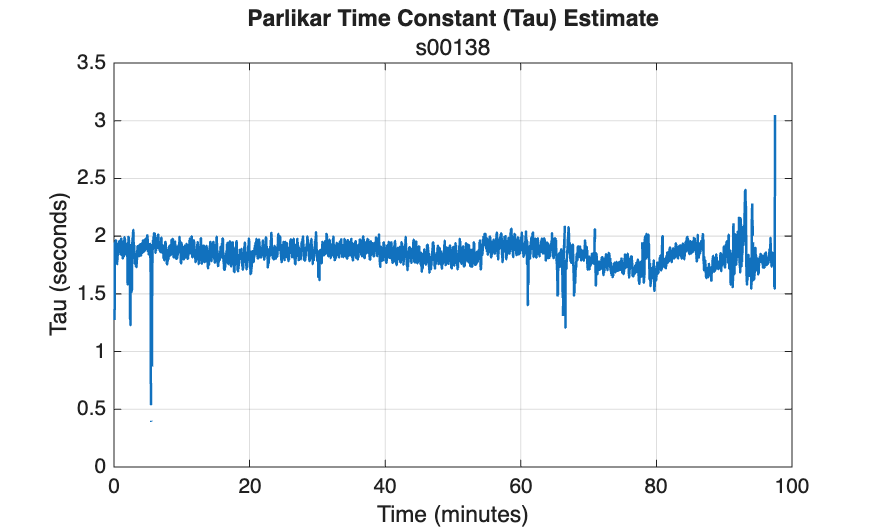 Parlikar Time Constant (Tau) Estimate
s00138
3.5
3
2.5
2
1.5
1
0.5
0
Tau (seconds)
0 20 40 60 80 100
Time (minutes)